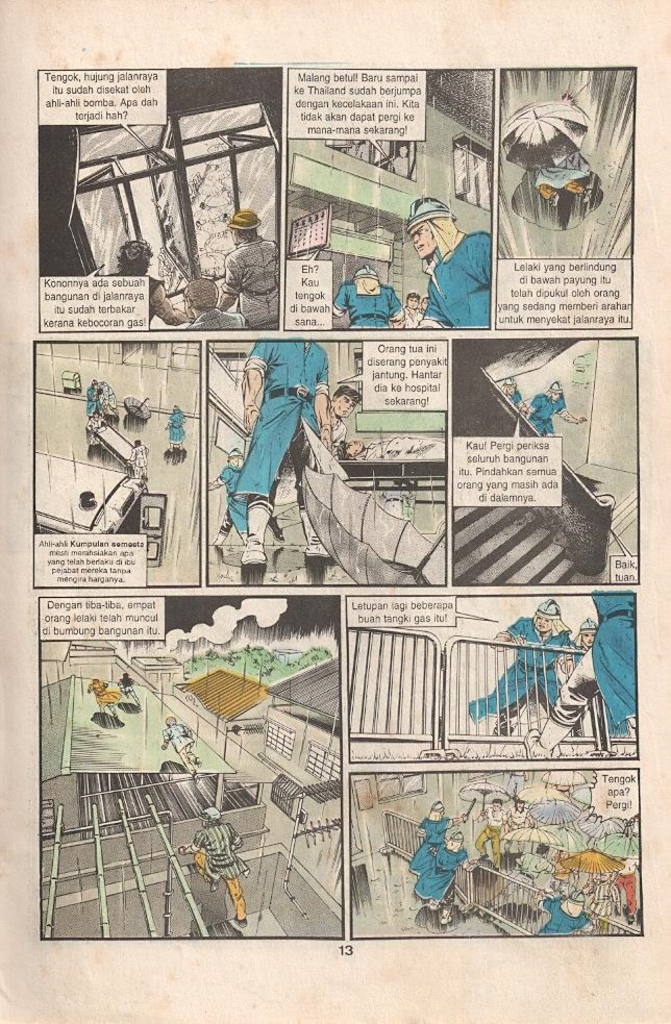 Tengok, hujung jalanraya
itu sudah disekat oleh
ahli-ahli bomba. Apa dah
terjadi hah?
Kononnya ada sebuah
bangunan di jalanraya
itu sudah terbakar
kerana kebocoran gas!
Malang betul! Baru sampai
ke Thailand sudah berjumpa
dengan kecelakaan ini. Kita
tidak akan dapat pergi ke
mana-mana sekarang!
Eh?
Kau
tengok
di bawah
sana...
Lelaki yang berlindung
di bawah payung itu
telah dipukul oleh orang
yang sedang memberi arahan
untuk menyekat jalanraya itu.
Ahli-ahli Kumpulan semesta
mesti merahsiakan apa
yang telah berlaku di ibu
pejabat mereka tanpa
mengira harganya.
Orang tua ini
diserang penyakit
jantung. Hantar
dia ke hospital
sekarang!
Kau! Pergi periksa
seluruh bangunan
itu. Pindahkan semua
orang yang masih ada
di dalamnya.
Baik,
tuan.
Dengan tiba-tiba, empat
orang lelaki telah muncul
di bumbung bangunan itu.
Letupan lagi beberapa
buah tangki gas itu!
Tengok
apa?
Pergi!
13